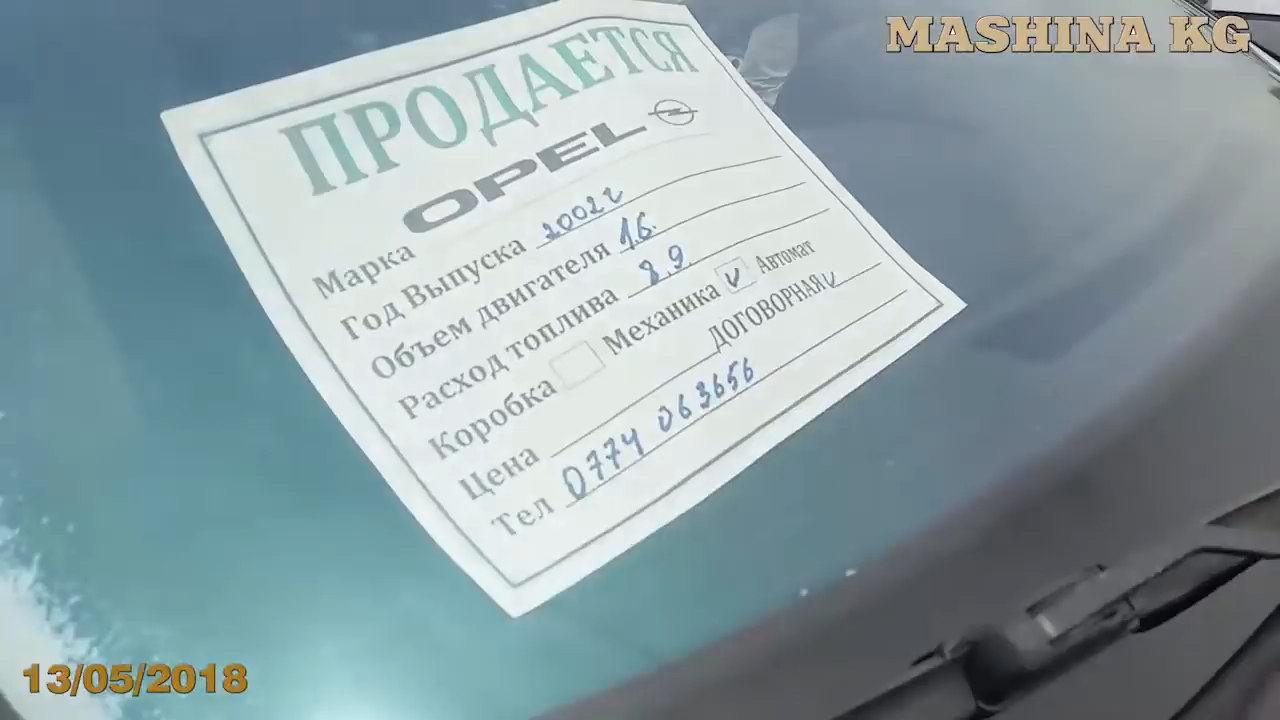 MASHINA KG
ПРОДАЕТСЯ
Марка OPEL
Год Выпуска 2002г
Объем двигателя 1.6.
Расход топлива 8.9
Коробка Механика ✓ Автомат
Цена ДОГОВОРНАЯ ✓
Тел 0774 063656
13/05/2018